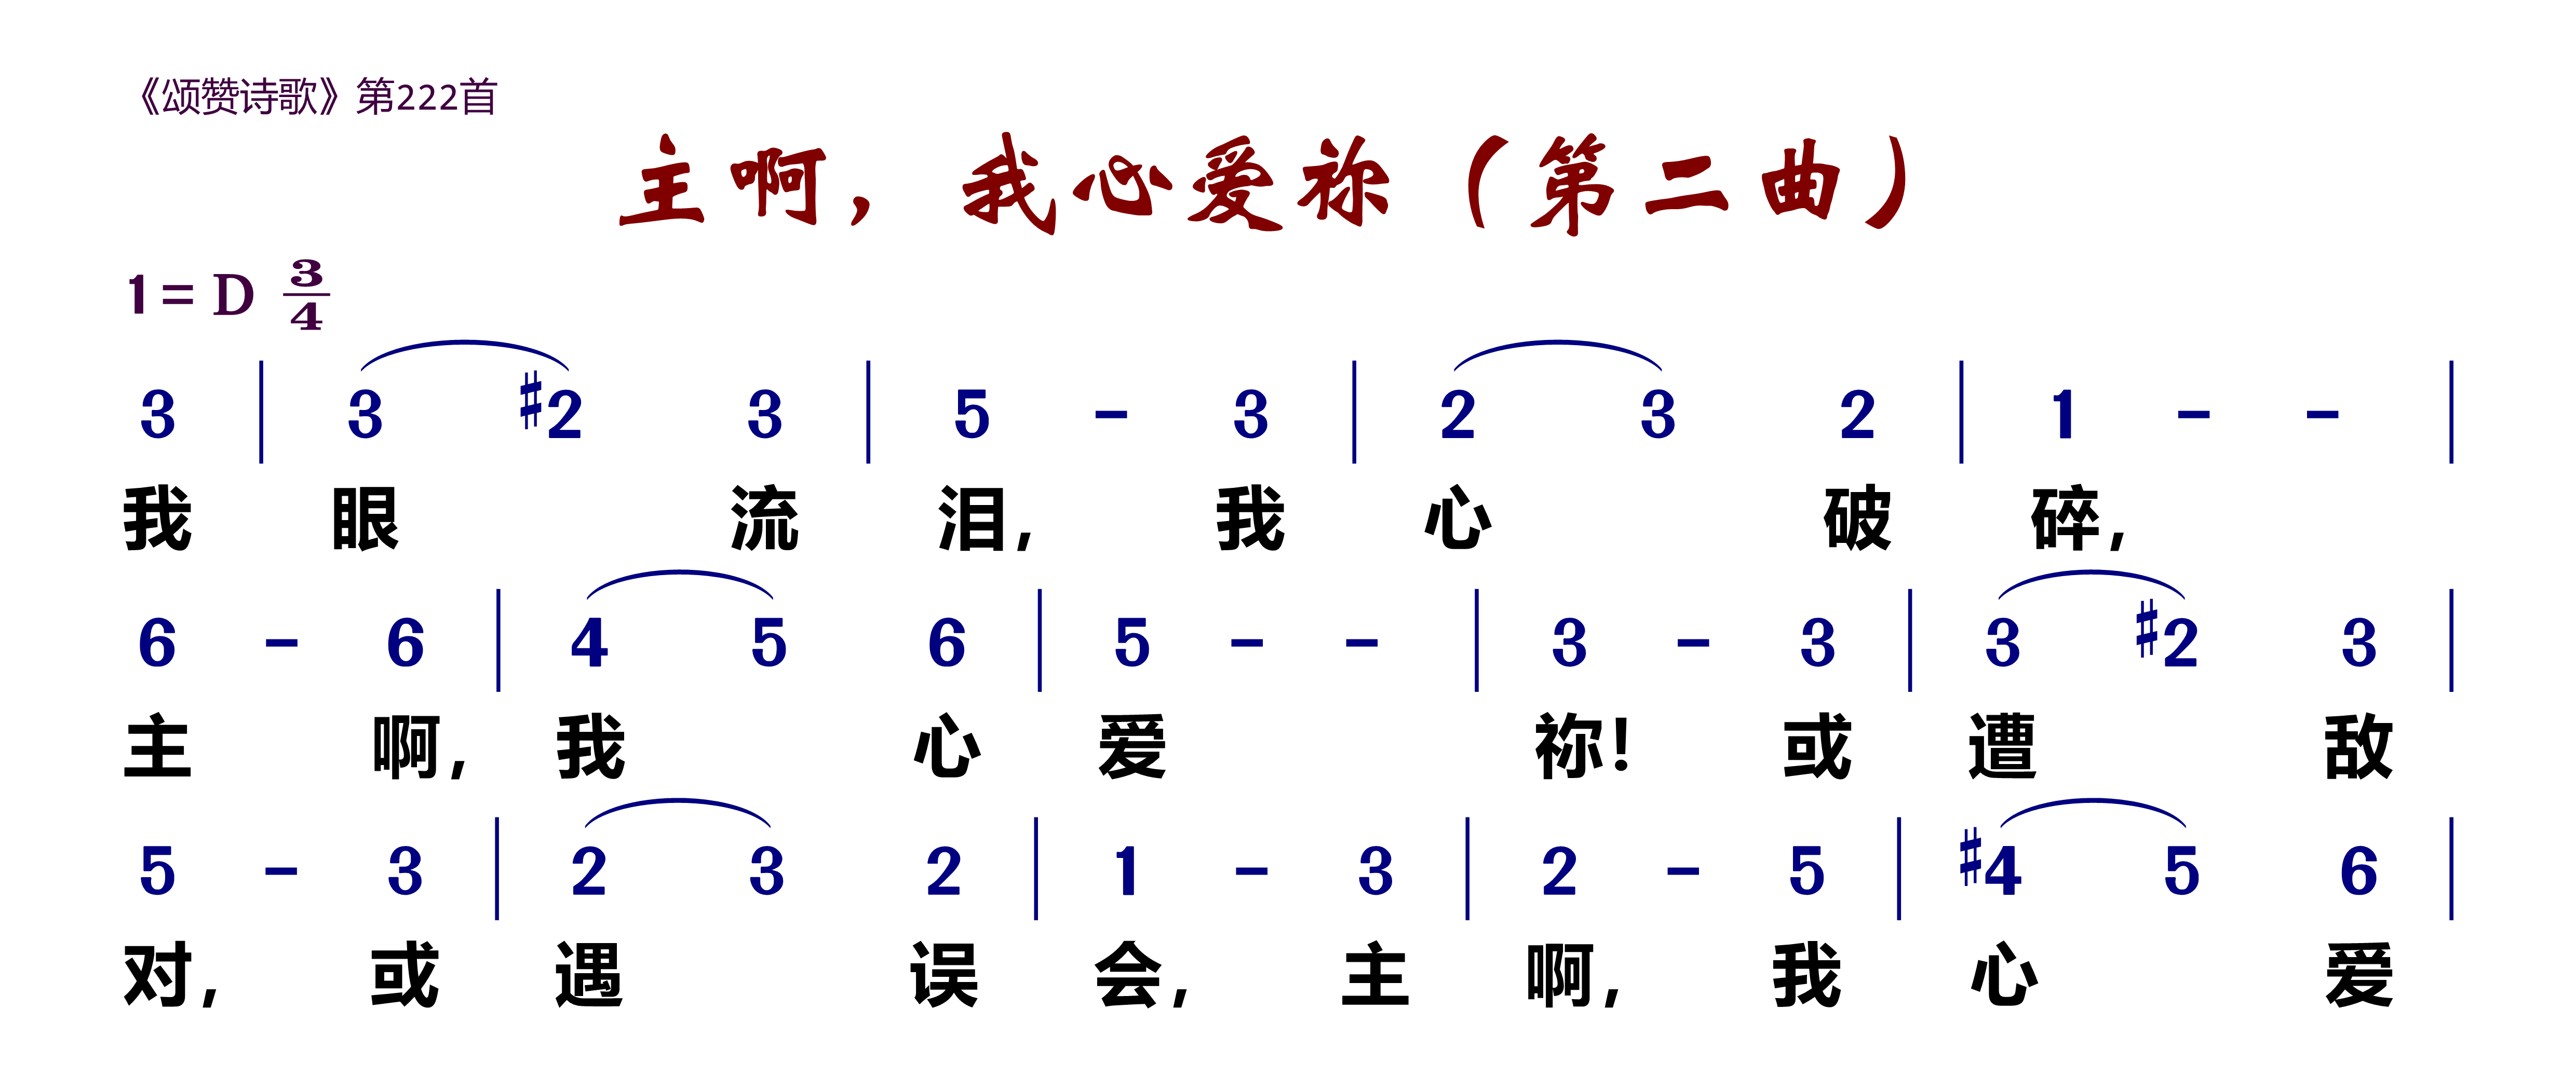 《颂赞诗歌》第222首
主啊，我心爱祢（第二曲）
1 = D 3/4
3 | 3 #2 3 | 5 - 3 | 2 3 2 | 1 - - |
我 眼 流 泪， 我 心 破 碎，
6 - 6 | 4 5 6 | 5 - - | 3 - 3 | 3 #2 3 |
主 啊， 我 心 爱 祢！ 或 遭 敌
5 - 3 | 2 3 2 | 1 - 3 | 2 - 5 | #4 5 6 |
对， 或 遇 误 会， 主 啊， 我 心 爱